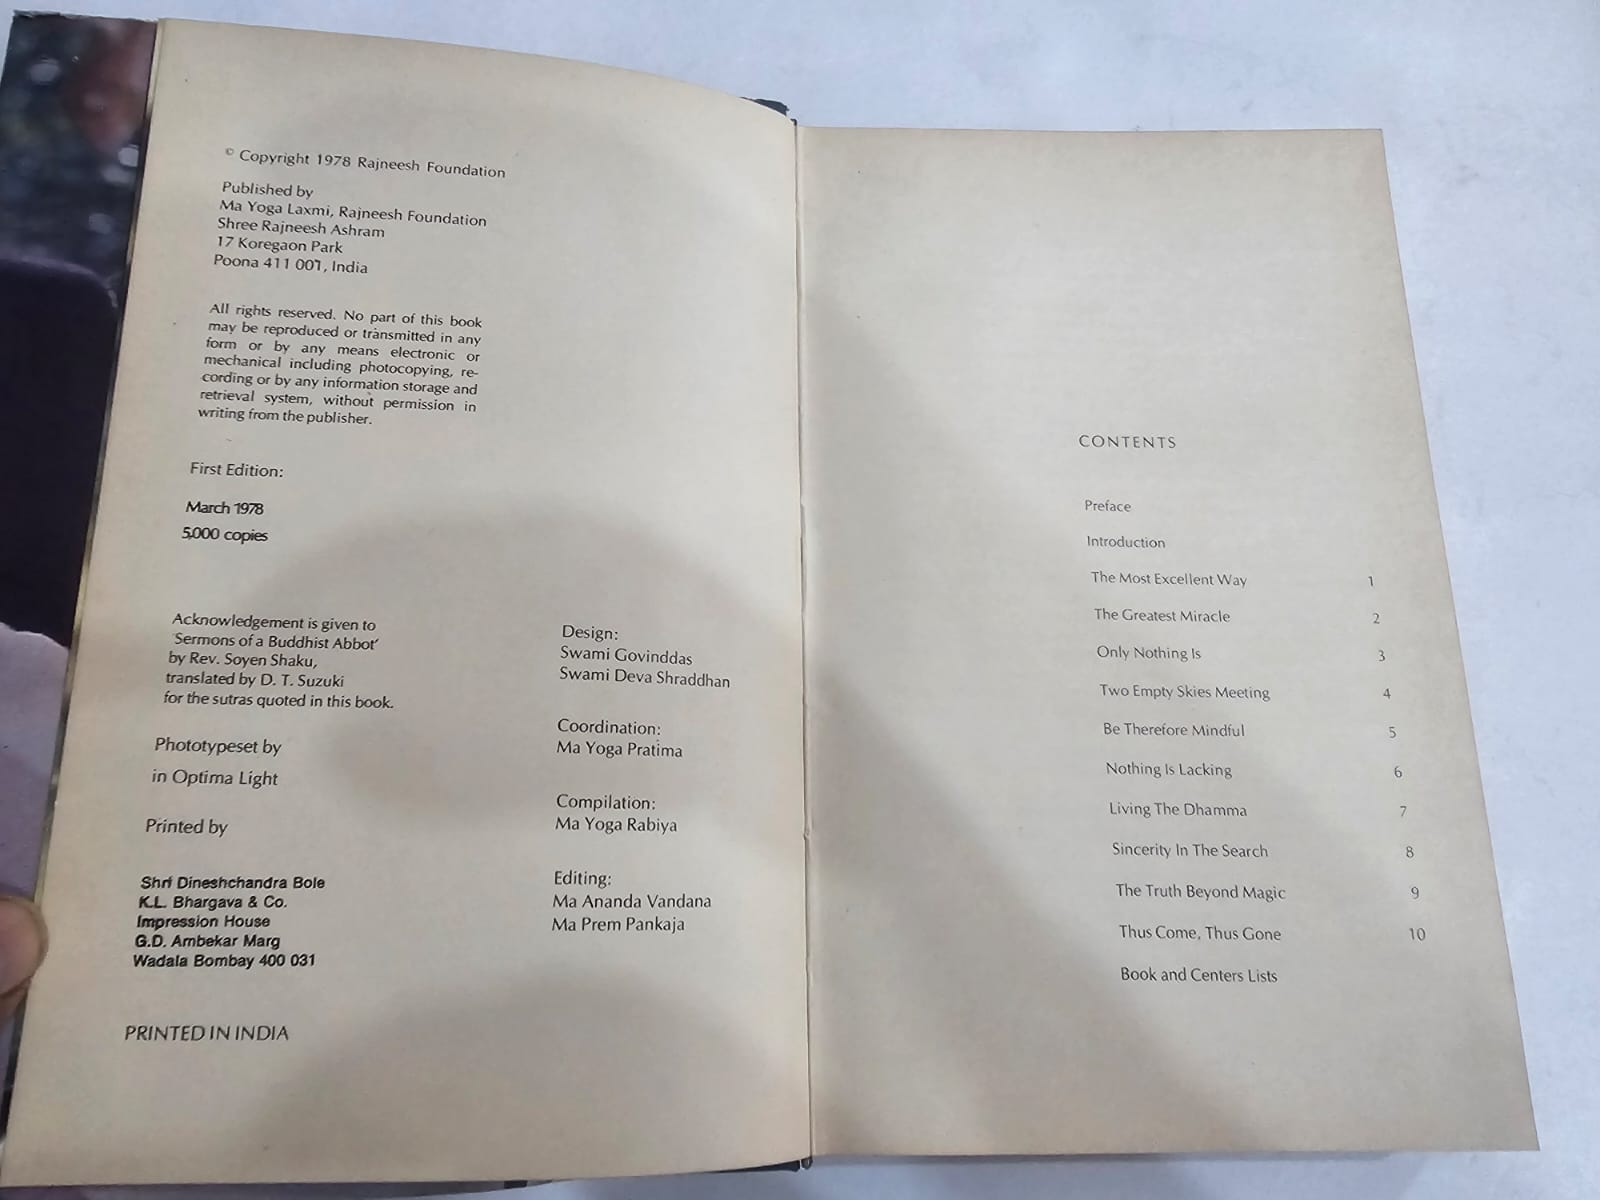 © Copyright 1978 Rajneesh Foundation
Published by
Ma Yoga Laxmi, Rajneesh Foundation
Shree Rajneesh Ashram
17 Koregaon Park
Poona 411 001, India
All rights reserved. No part of this book
may be reproduced or transmitted in any
form or by any means electronic or
mechanical including photocopying, re-
cording or by any information storage and
retrieval system, without permission in
writing from the publisher.
First Edition:
March 1978
5,000 copies
Acknowledgement is given to
'Sermons of a Buddhist Abbot'
by Rev. Soyen Shaku,
translated by D. T. Suzuki
for the sutras quoted in this book.
Phototypeset by
in Optima Light
Printed by
Shri Dineshchandra Bole
K.L. Bhargava & Co.
Impression House
G.D. Ambekar Marg
Wadala Bombay 400 031
PRINTED IN INDIA
Design:
Swami Govinddas
Swami Deva Shraddhan
Coordination:
Ma Yoga Pratima
Compilation:
Ma Yoga Rabiya
Editing:
Ma Ananda Vandana
Ma Prem Pankaja
CONTENTS
Preface
Introduction
The Most Excellent Way 1
The Greatest Miracle 2
Only Nothing Is 3
Two Empty Skies Meeting 4
Be Therefore Mindful 5
Nothing Is Lacking 6
Living The Dhamma 7
Sincerity In The Search 8
The Truth Beyond Magic 9
Thus Come, Thus Gone 10
Book and Centers Lists